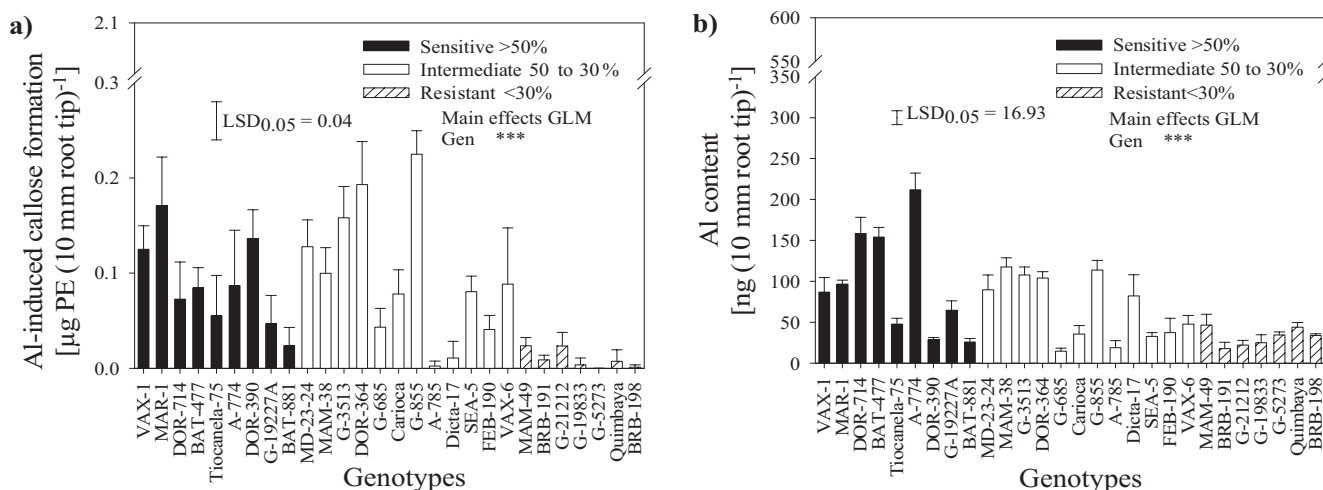 a)
Al-induced callose formation
[µg PE (10 mm root tip)-1
2.1
0.3
0.2
0.1
0.0
Sensitive >50%
Intermediate 50 to 30%
Resistant <30%
LSD0.05 = 0.04
Main effects GLM
Gen ***
VAX-1
MAR-1
DOR-714
BAT-477
Tiocanela-75
A-774
DOR-390
G-19227A
BAT-881
MD-23-24
MAM-38
G-3513
DOR-364
G-685
Carioca
G-855
A-785
Dicta-17
SEA-5
FEB-190
VAX-6
MAM-49
BRB-191
G-21212
G-19833
G-5273
Quimbaya
BRB-198
Genotypes
b)
Al content
[ng (10 mm root tip)-1
600
550
350
300
250
200
150
100
50
0
Sensitive >50%
Intermediate 50 to 30%
Resistant<30%
LSD0.05 = 16.93
Main effects GLM
Gen ***
VAX-1
MAR-1
DOR-714
BAT-477
Tiocanela-75
A-774
DOR-390
G-19227A
BAT-881
MD-23-24
MAM-38
G-3513
DOR-364
G-685
Carioca
G-855
A-785
Dicta-17
SEA-5
FEB-190
VAX-6
MAM-49
BRB-191
G-21212
G-19833
G-5273
Quimbaya
BRB-198
Genotypes